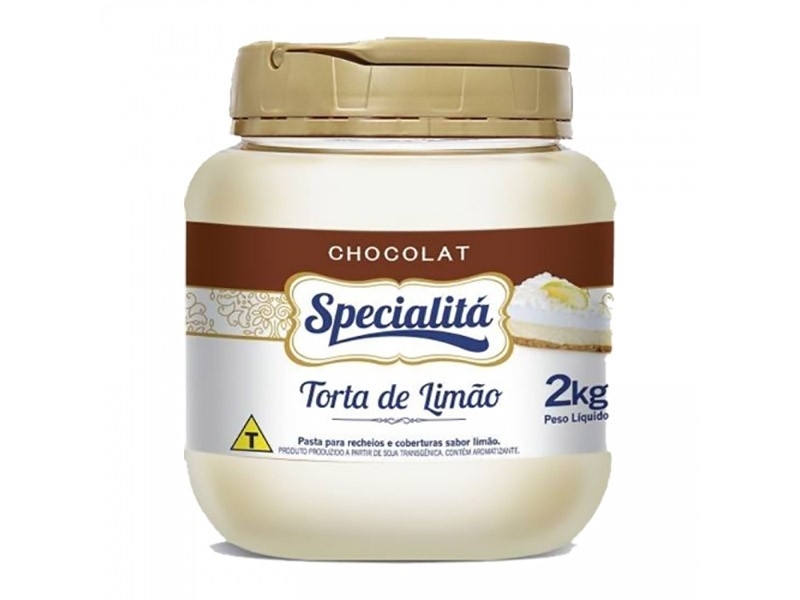 CHOCOLAT
Specialitá
Torta de Limão
2kg
Peso Líquido
T
Pasta para recheios e coberturas sabor limão.
PRODUTO PRODUZIDO A PARTIR DE SOJA TRANSGÊNICA. CONTÉM AROMATIZANTE.